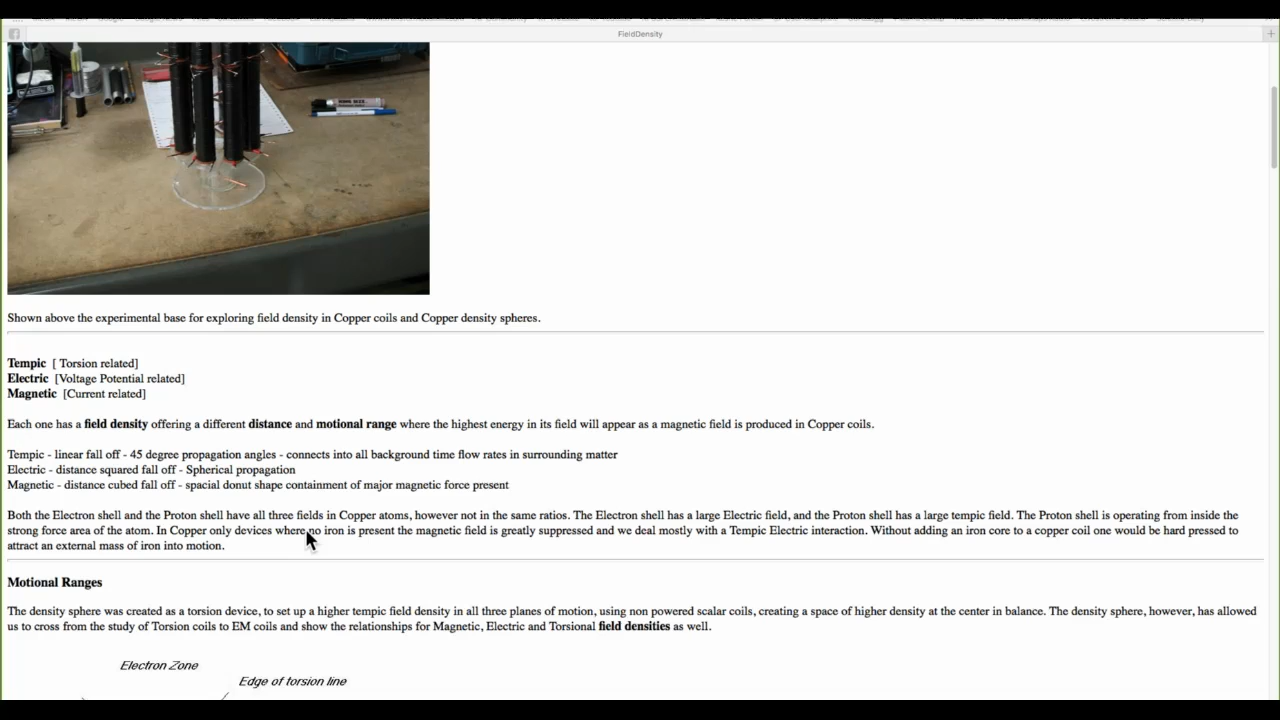 FieldDensity
Shown above the experimental base for exploring field density in Copper coils and Copper density spheres.
Tempic [ Torsion related]
Electric [Voltage Potential related]
Magnetic [Current related]
Each one has a field density offering a different distance and motional range where the highest energy in its field will appear as a magnetic field is produced in Copper coils.
Tempic - linear fall off - 45 degree propagation angles - connects into all background time flow rates in surrounding matter
Electric - distance squared fall off - Spherical propagation
Magnetic - distance cubed fall off - spacial donut shape containment of major magnetic force present
Both the Electron shell and the Proton shell have all three fields in Copper atoms, however not in the same ratios. The Electron shell has a large Electric field, and the Proton shell has a large tempic field. The Proton shell is operating from inside the
strong force area of the atom. In Copper only devices where no iron is present the magnetic field is greatly suppressed and we deal mostly with a Tempic Electric interaction. Without adding an iron core to a copper coil one would be hard pressed to
attract an external mass of iron into motion.
Motional Ranges
The density sphere was created as a torsion device, to set up a higher tempic field density in all three planes of motion, using non powered scalar coils, creating a space of higher density at the center in balance. The density sphere, however, has allowed
us to cross from the study of Torsion coils to EM coils and show the relationships for Magnetic, Electric and Torsional field densities as well.
Electron Zone
Edge of torsion line